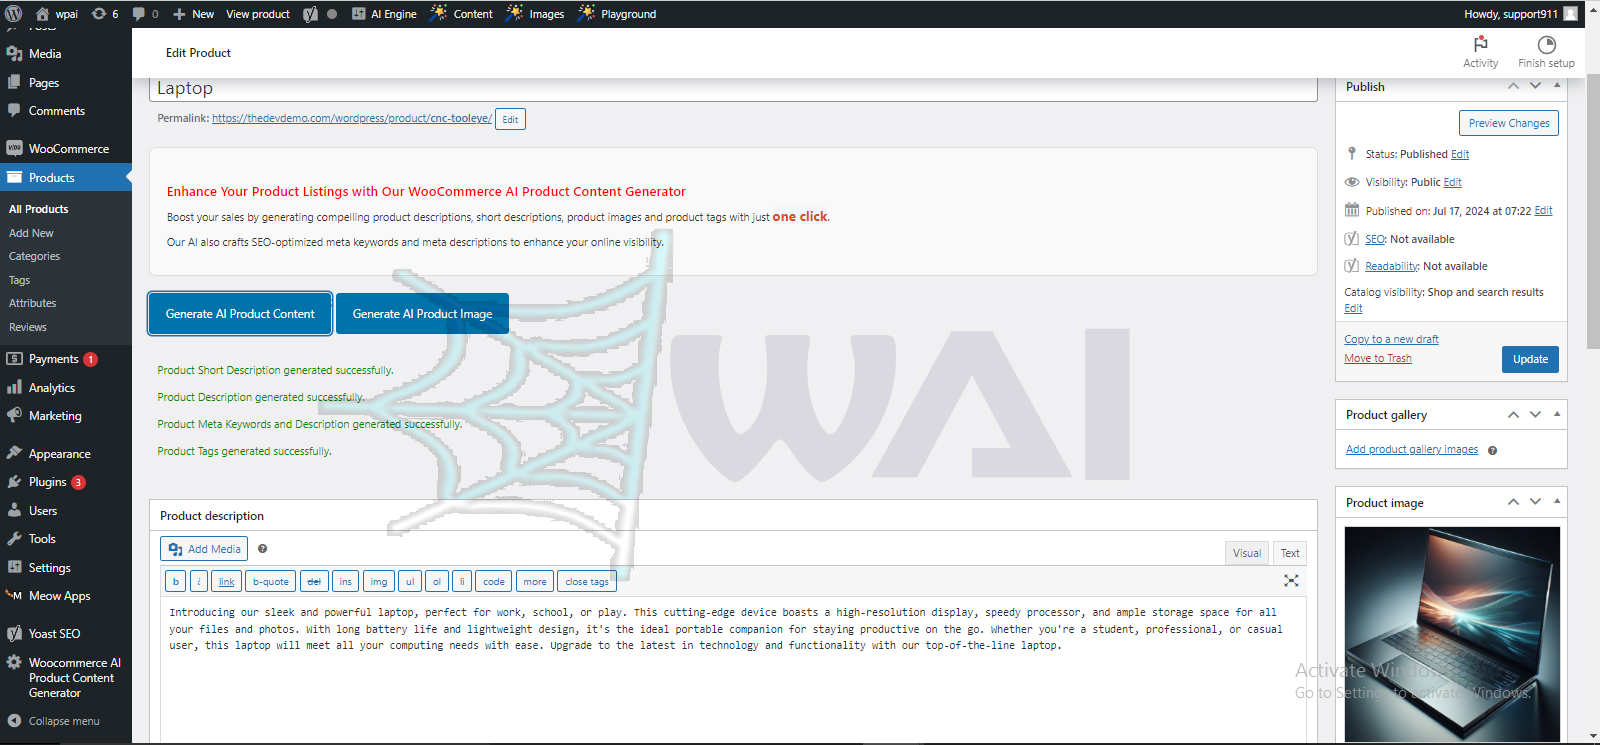 wpai 6 0 New View product AI Engine Content Images Playground Howdy, support911
Posts
Media
Pages
Comments
WooCommerce
Products
All Products
Add New
Categories
Tags
Attributes
Reviews
Payments 1
Analytics
Marketing
Appearance
Plugins 3
Users
Tools
Settings
Meow Apps
Yoast SEO
Woocommerce AI
Product Content
Generator
Collapse menu
Edit Product
Activity
Finish setup
Laptop
Permalink: https://thedevdemo.com/wordpress/product/cnc-tooleye/ Edit
Enhance Your Product Listings with Our WooCommerce AI Product Content Generator
Boost your sales by generating compelling product descriptions, short descriptions, product images and product tags with just one click.
Our AI also crafts SEO-optimized meta keywords and meta descriptions to enhance your online visibility.
Generate AI Product Content Generate AI Product Image
Product Short Description generated successfully.
Product Description generated successfully.
Product Meta Keywords and Description generated successfully.
Product Tags generated successfully.
WAI
Product description
Add Media
Visual Text
b i link b-quote del ins img ul ol li code more close tags
Introducing our sleek and powerful laptop, perfect for work, school, or play. This cutting-edge device boasts a high-resolution display, speedy processor, and ample storage space for all
your files and photos. With long battery life and lightweight design, it's the ideal portable companion for staying productive on the go. Whether you're a student, professional, or casual
user, this laptop will meet all your computing needs with ease. Upgrade to the latest in technology and functionality with our top-of-the-line laptop.
Publish
Preview Changes
Status: Published Edit
Visibility: Public Edit
Published on: Jul 17, 2024 at 07:22 Edit
SEO: Not available
Readability: Not available
Catalog visibility: Shop and search results
Edit
Copy to a new draft
Move to Trash
Update
Product gallery
Add product gallery images
Product image
Activate Windows
Go to Settings to activate Windows.